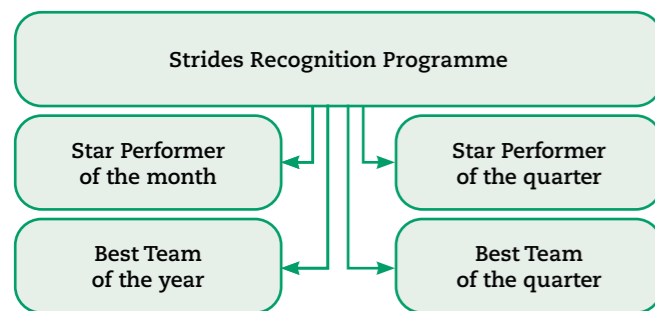 Strides Recognition Programme
Star Performer
of the month
Star Performer
of the quarter
Best Team
of the year
Best Team
of the quarter